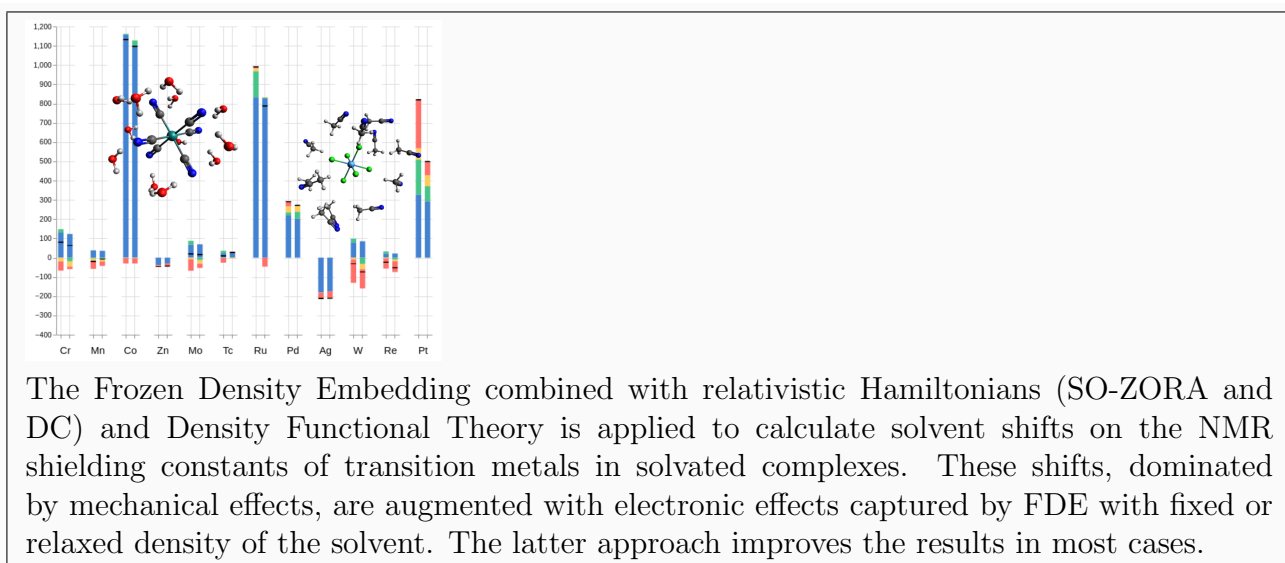 1,200
1,100
1,000
900
800
700
600
500
400
300
200
100
0
−100
−200
−300
−400
Cr Mn Co Zn Mo Tc Ru Pd Ag W Re Pt
The Frozen Density Embedding combined with relativistic Hamiltonians (SO-ZORA and
DC) and Density Functional Theory is applied to calculate solvent shifts on the NMR
shielding constants of transition metals in solvated complexes. These shifts, dominated
by mechanical effects, are augmented with electronic effects captured by FDE with fixed or
relaxed density of the solvent. The latter approach improves the results in most cases.